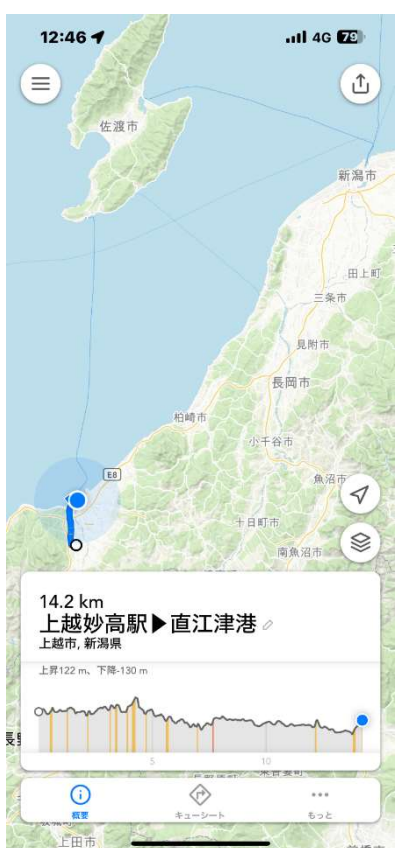 12:46
4G 79
佐渡市
新潟市
田上町
三条市
見附市
長岡市
柏崎市
小千谷市
E8
魚沼市
十日町市
南魚沼市
14.2 km
上越妙高駅▶直江津港
上越市, 新潟県
上昇122 m、下降-130 m
5
10
概要
キューシート
もっと
上田市